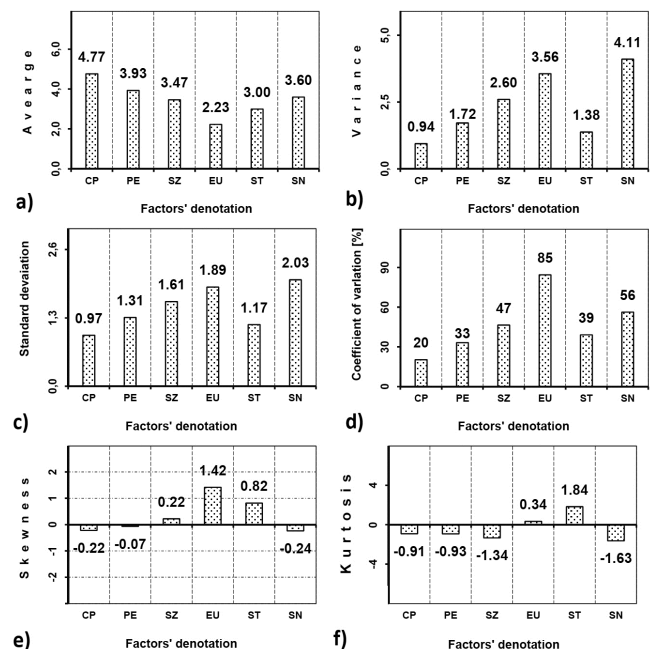 6,0
4,0
2,0
0,0
A v e a r g e
4.77
3.93
3.47
2.23
3.00
3.60
CP PE SZ EU ST SN
a)
Factors' denotation
5,0
2,5
0,0
V a r i a n c e
0.94
1.72
2.60
3.56
1.38
4.11
CP PE SZ EU ST SN
b)
Factors' denotation
2,6
1,3
0,0
Standard devaiation
0.97
1.31
1.61
1.89
1.17
2.03
CP PE SZ EU ST SN
c)
Factors' denotation
90
60
30
0
Coefficient of varlation [%]
20
33
47
85
39
56
CP PE SZ EU ST SN
d)
Factors' denotation
2
1
0
-1
-2
S k e w n e s s
-0.22
-0.07
0.22
1.42
0.82
-0.24
CP PE SZ EU ST SN
e)
Factors' denotation
4
0
-4
K u r t o s i s
-0.91
-0.93
-1.34
0.34
1.84
-1.63
CP PE SZ EU ST SN
f)
Factors' denotation